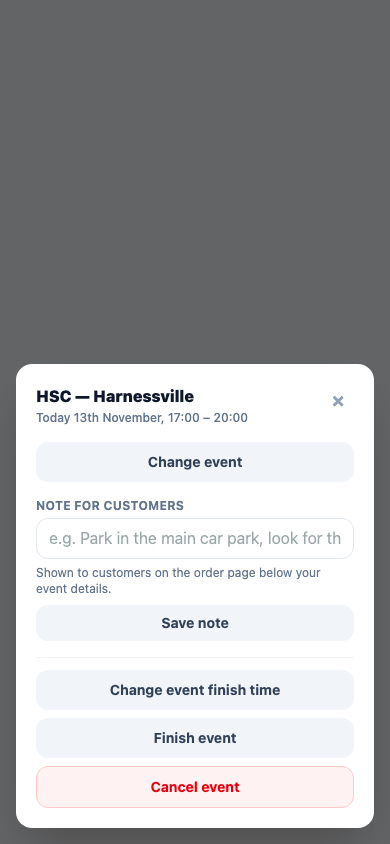 HSC — Harnessville
Today 13th November, 17:00 – 20:00
×
Change event
NOTE FOR CUSTOMERS
e.g. Park in the main car park, look for th
Shown to customers on the order page below your
event details.
Save note
Change event finish time
Finish event
Cancel event